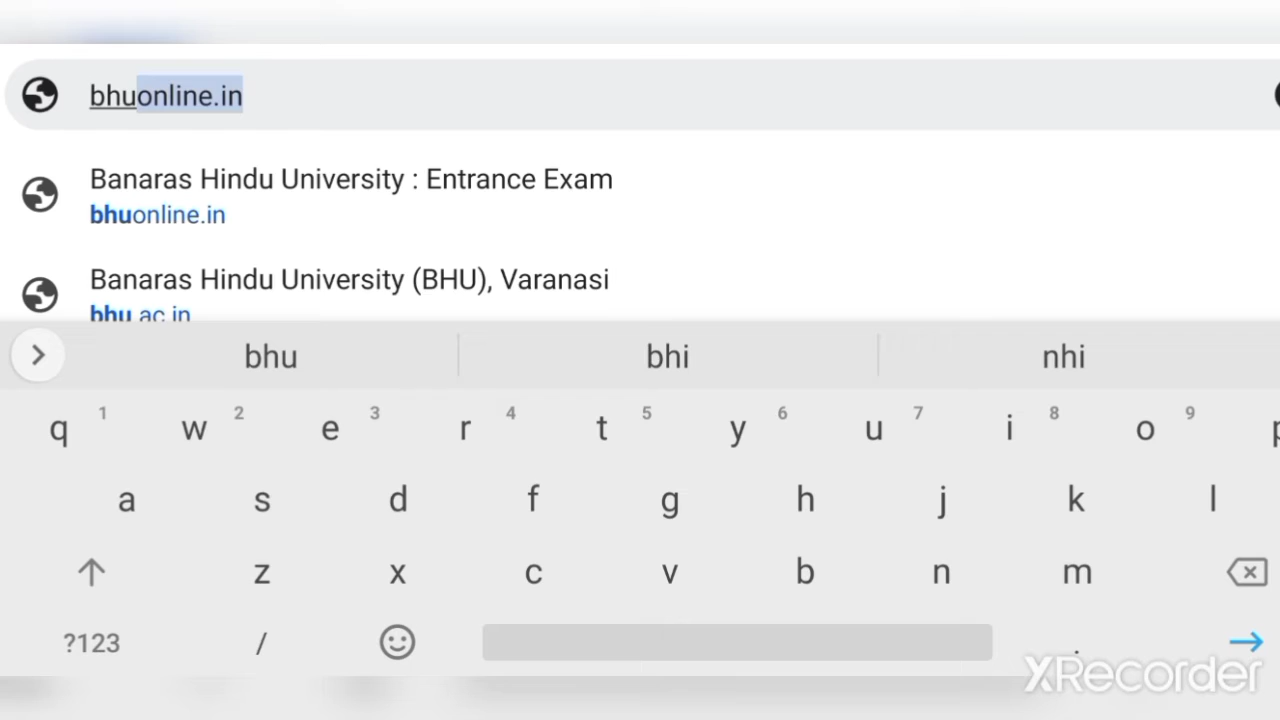 bhuonline.in
Banaras Hindu University : Entrance Exam
bhuonline.in
Banaras Hindu University (BHU), Varanasi
bhu.ac.in
bhu bhi nhi
q 1 w 2 e 3 r 4 t 5 y 6 u 7 i 8 o 9 p
a s d f g h j k l
z x c v b n m
?123 / .
XRecorder